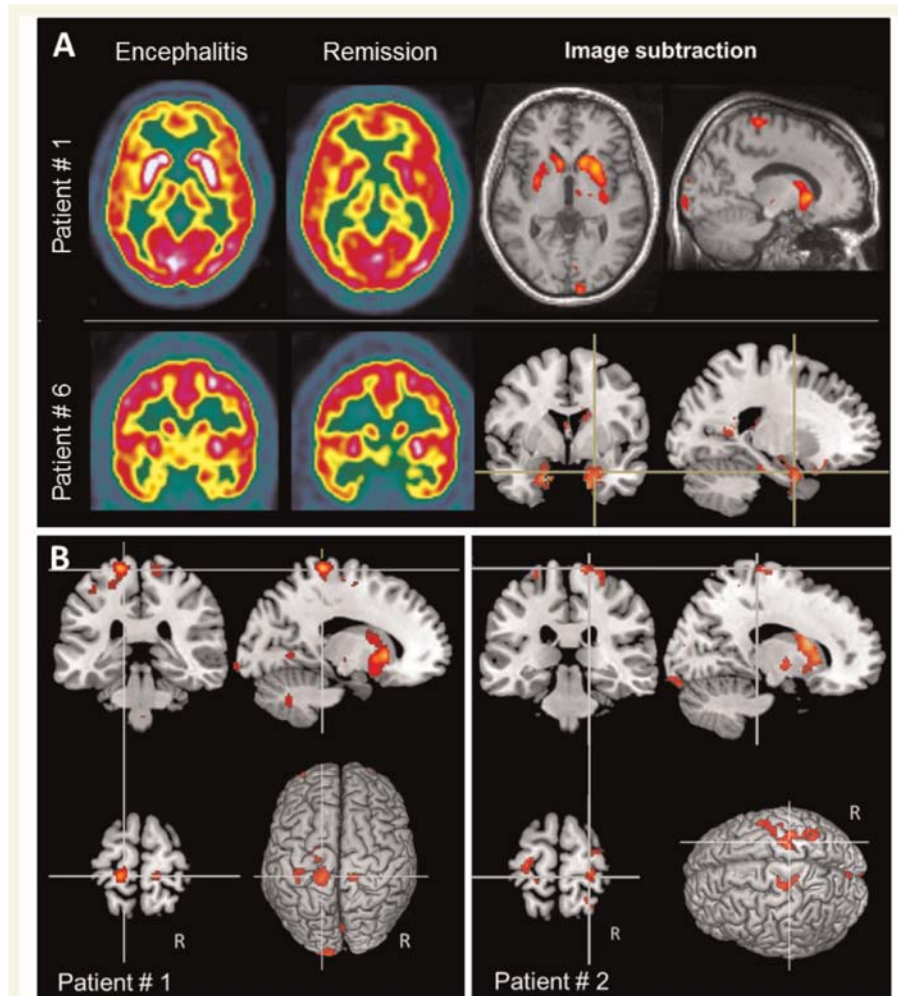 A
Encephalitis Remission Image subtraction
Patient # 1
Patient # 6
B
R
R
R
R
Patient # 1
Patient # 2